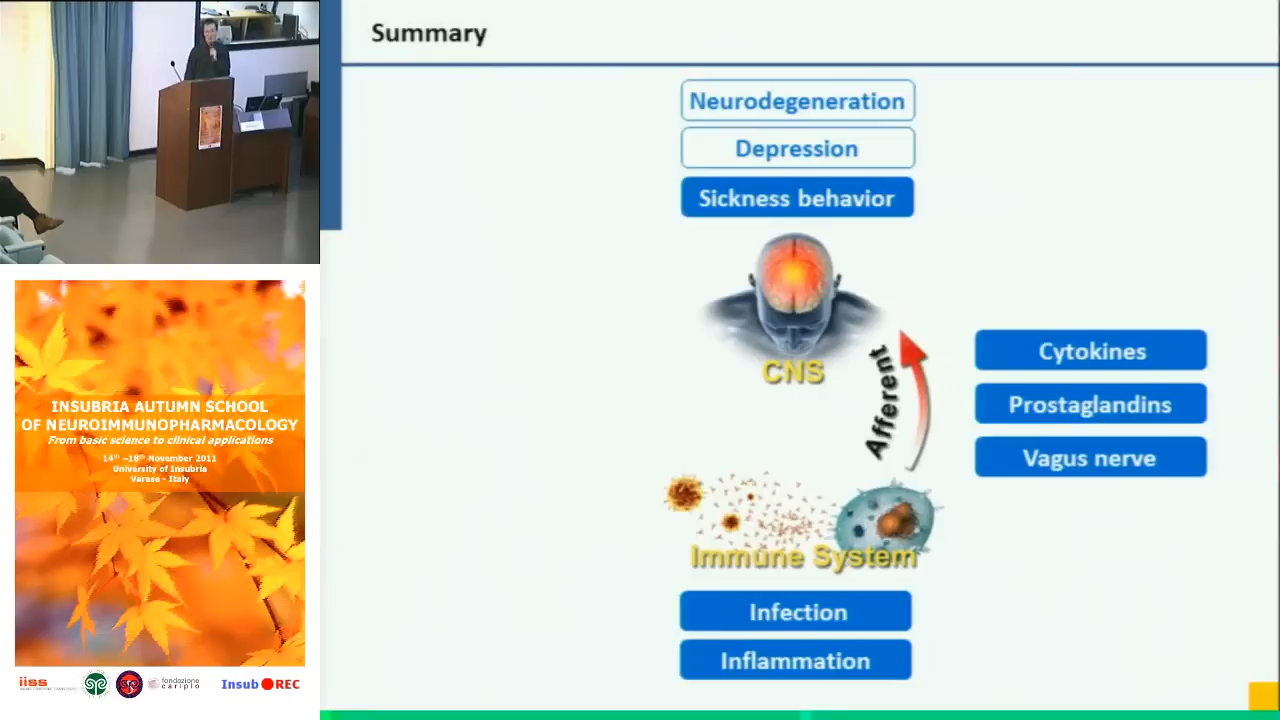 Summary
Neurodegeneration
Depression
Sickness behavior
CNS
Afferent
Cytokines
Prostaglandins
Vagus nerve
Immune System
Infection
Inflammation
INSUBRIA AUTUMN SCHOOL
OF NEUROIMMUNOPHARMACOLOGY
From basic science to clinical applications
14th –18th November 2011
University of Insubria
Varese - Italy
iiss
fondazione
cariplo
Insub REC